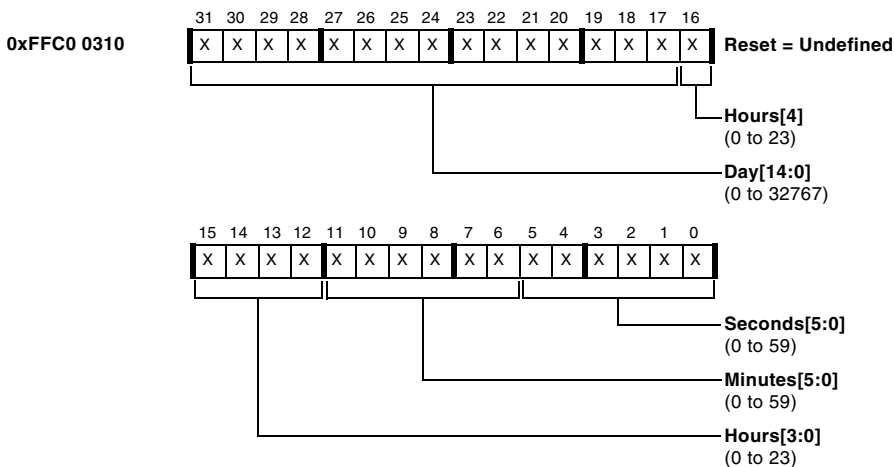 31 30 29 28 27 26 25 24 23 22 21 20 19 18 17 16
0xFFC0 0310 X X X X X X X X X X X X X X X X Reset = Undefined
Hours[4]
(0 to 23)
Day[14:0]
(0 to 32767)
15 14 13 12 11 10 9 8 7 6 5 4 3 2 1 0
X X X X X X X X X X X X X X X X
Seconds[5:0]
(0 to 59)
Minutes[5:0]
(0 to 59)
Hours[3:0]
(0 to 23)